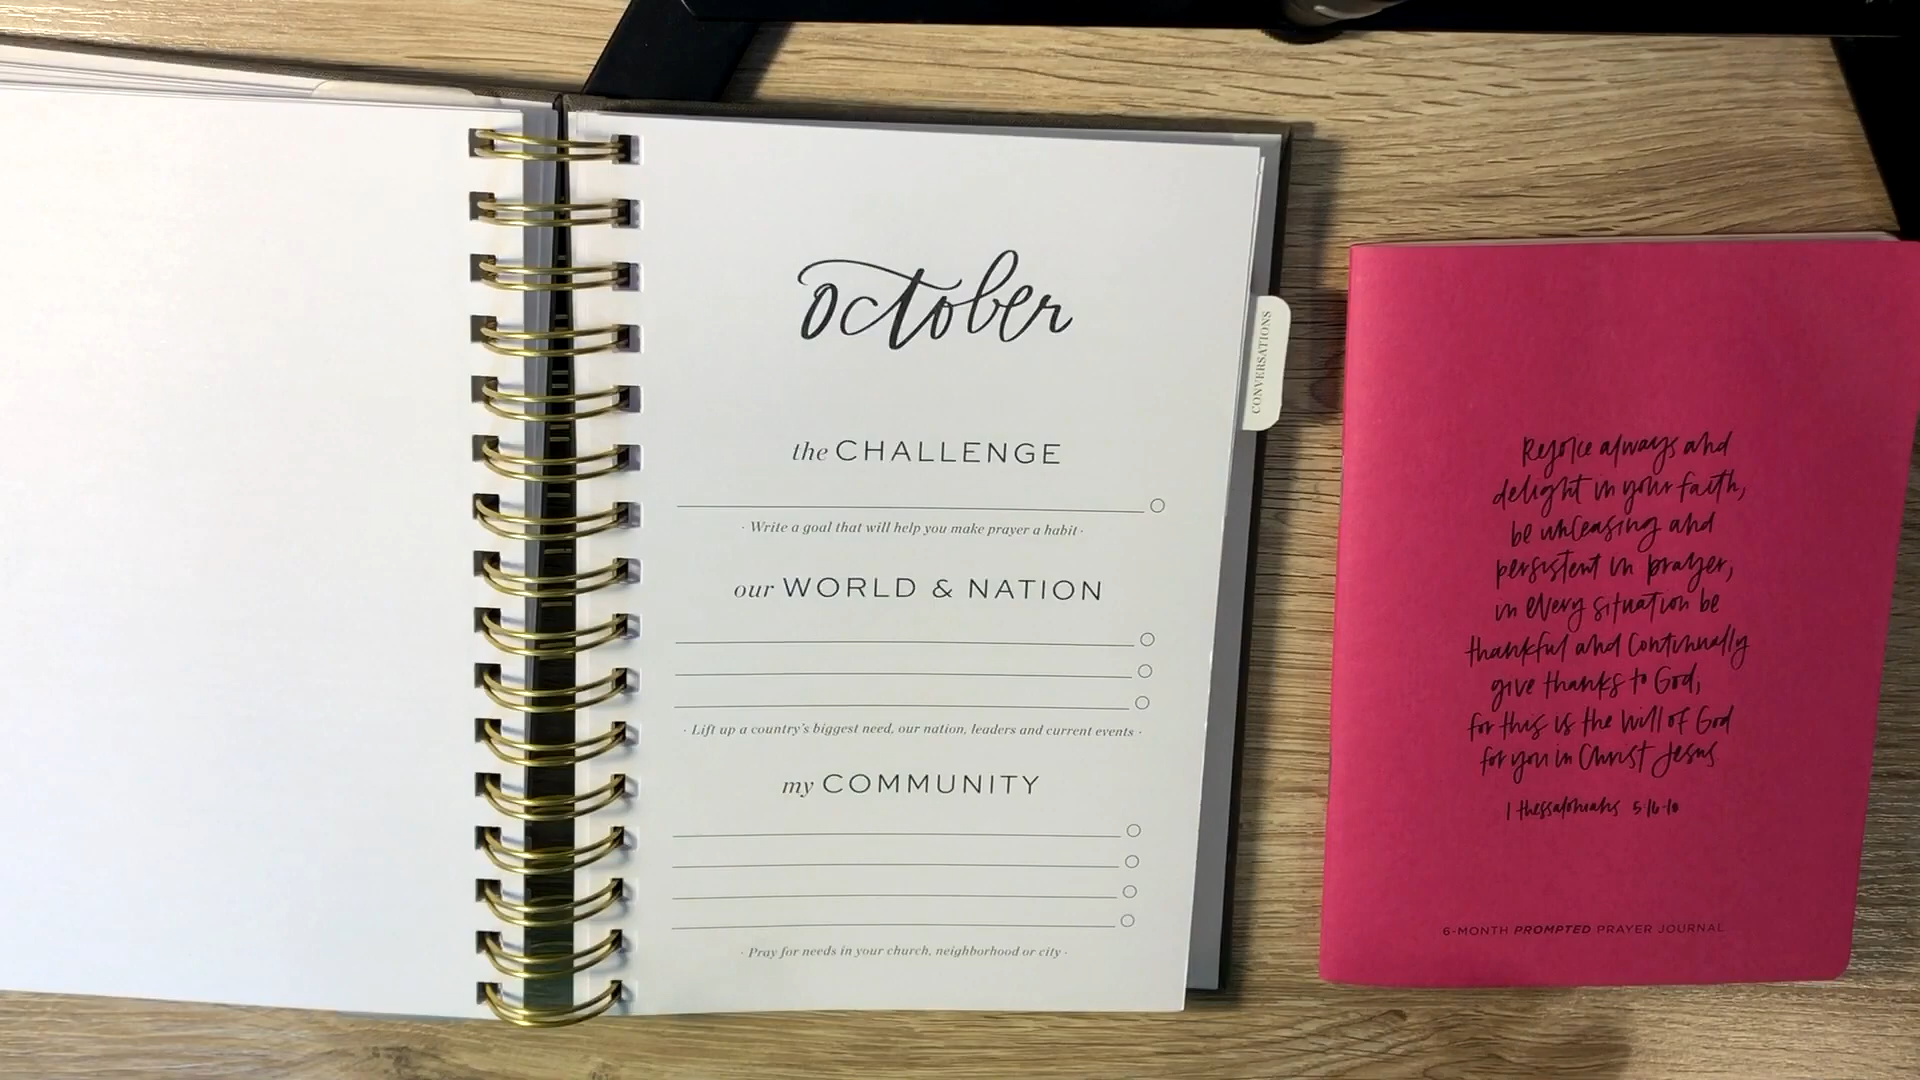 october
the CHALLENGE
· Write a goal that will help you make prayer a habit ·
our WORLD & NATION
· Lift up a country's biggest need, our nation, leaders and current events ·
my COMMUNITY
· Pray for needs in your church, neighborhood or city ·
CONVERSATIONS
Rejoice always and
delight in your faith,
be unceasing and
persistent in prayer,
in every situation be
thankful and continually
give thanks to God,
for this is the will of God
for you in Christ Jesus
1 Thessalonians 5:16-18
6-MONTH PROMPTED PRAYER JOURNAL